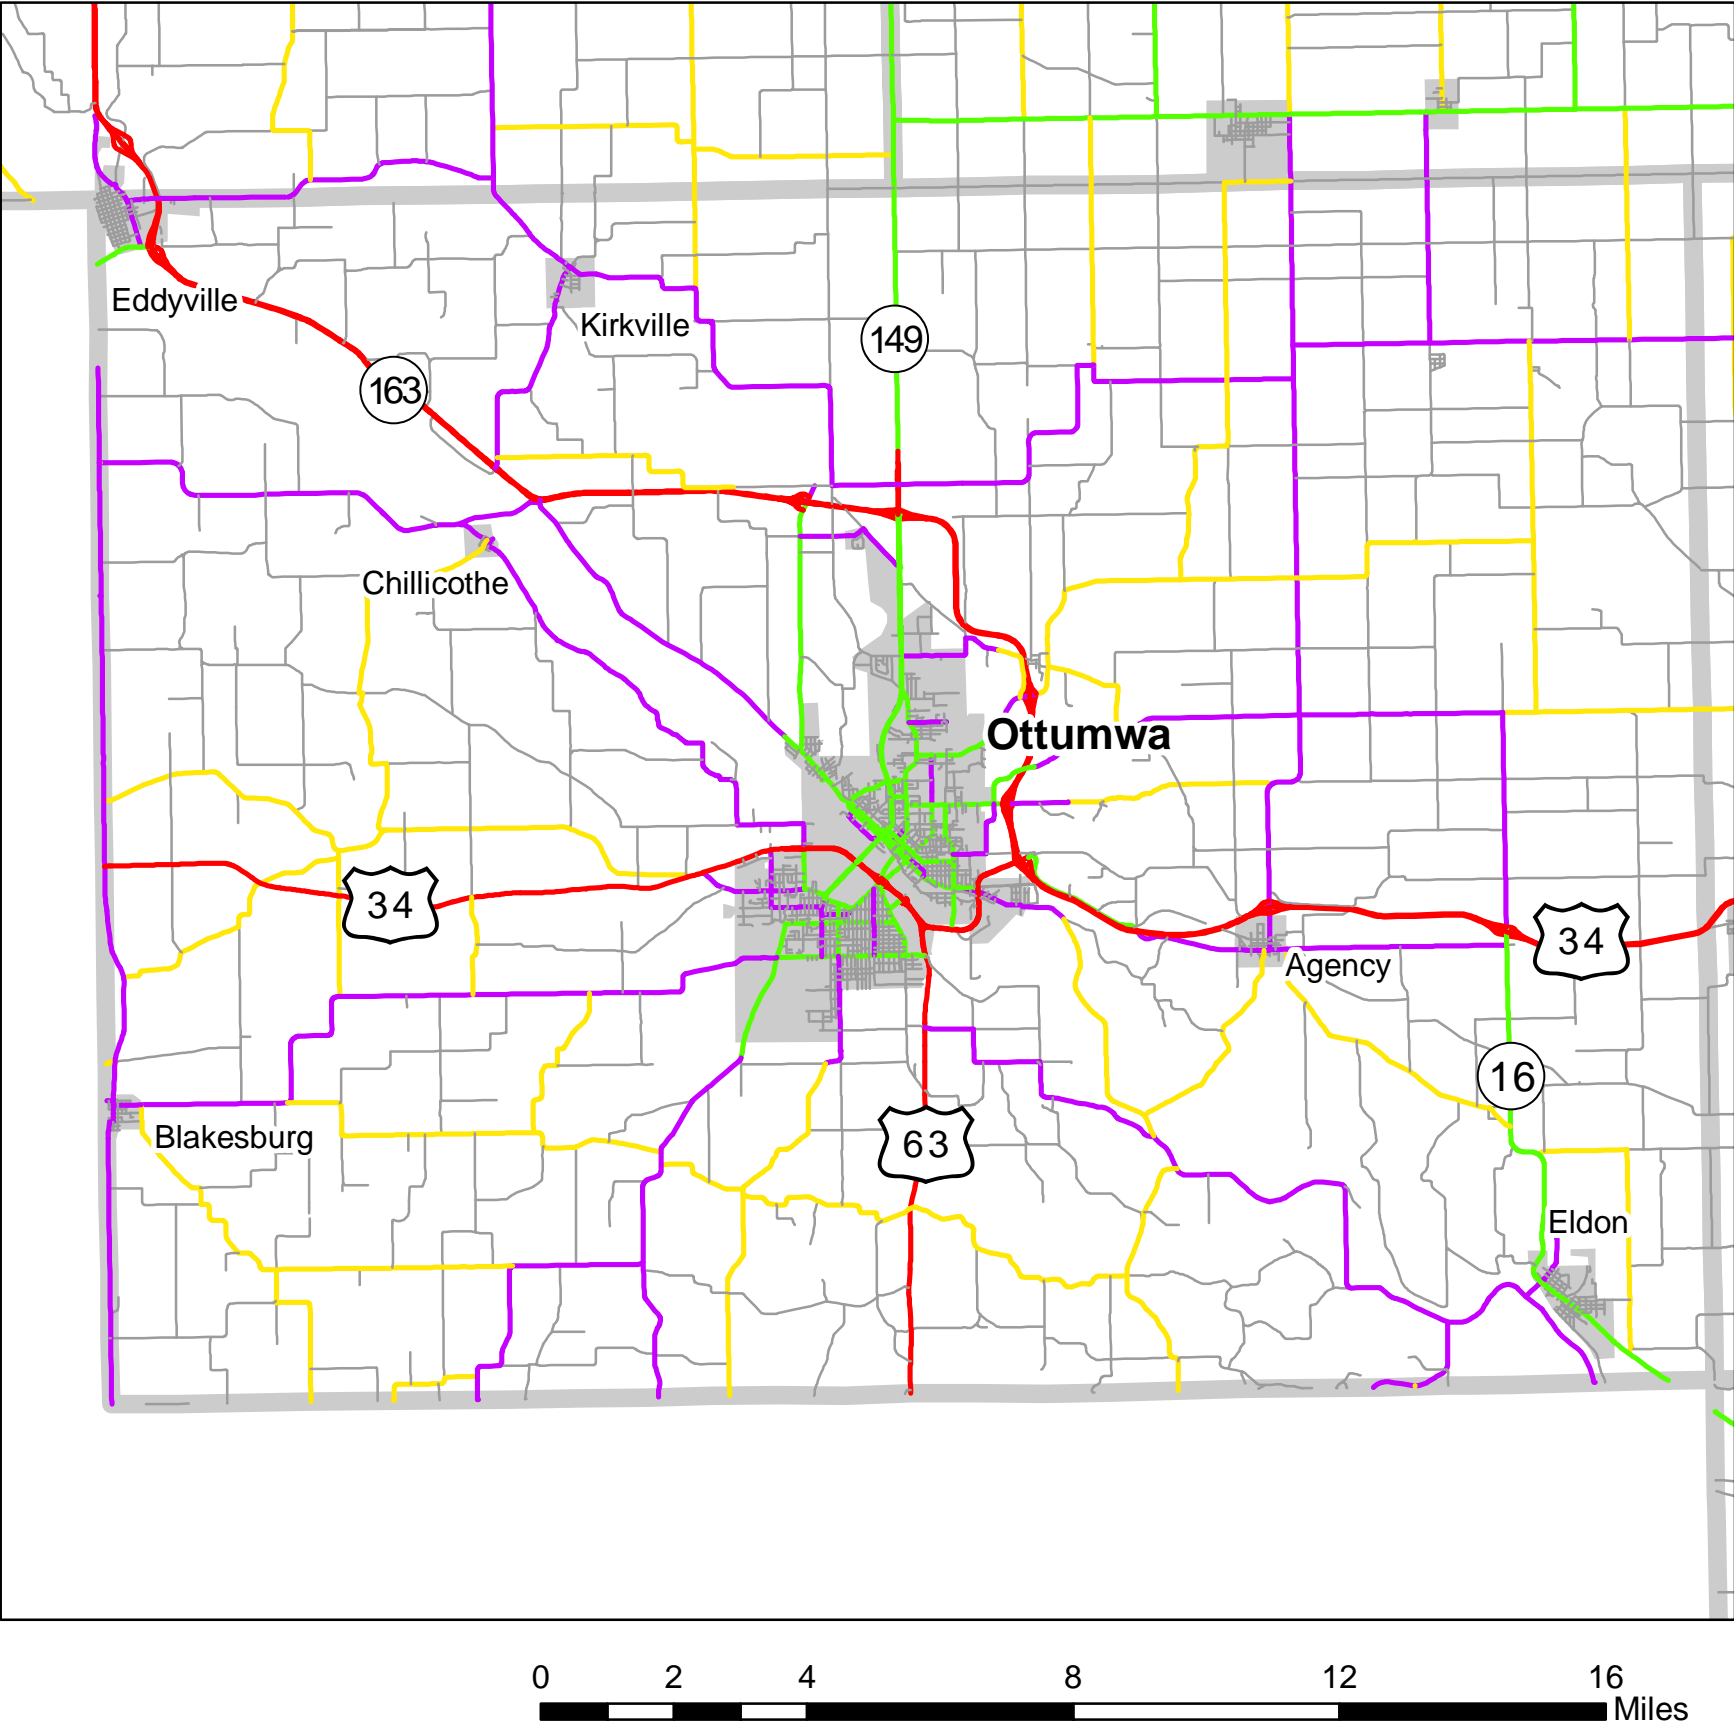 Eddyville
Kirkville
149
163
Chillicothe
Ottumwa
34
34
Agency
16
Blakesburg
63
Eldon
0 2 4 8 12 16
Miles